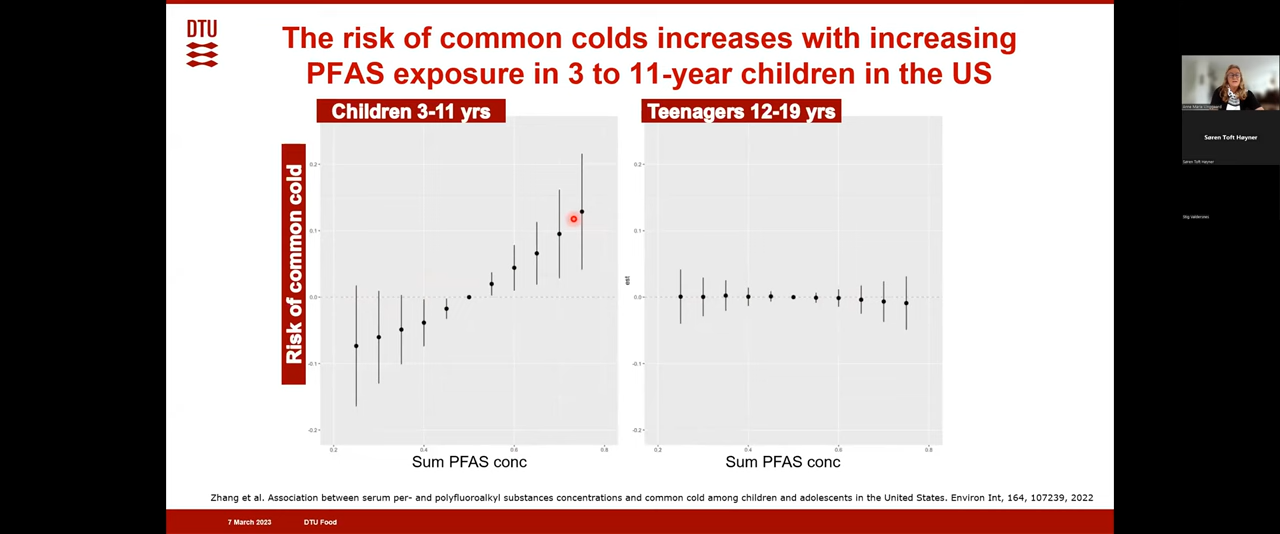 DTU
The risk of common colds increases with increasing
PFAS exposure in 3 to 11-year children in the US
Children 3-11 yrs
Teenagers 12-19 yrs
Risk of common cold
0.2
0.1
0.0
-0.1
-0.2
0.2
0.4
0.6
0.8
Sum PFAS conc
est
0.2
0.1
0.0
-0.1
-0.2
0.2
0.4
0.6
0.8
Sum PFAS conc
Zhang et al. Association between serum per- and polyfluoroalkyl substances concentrations and common cold among children and adolescents in the United States. Environ Int, 164, 107239, 2022
7 March 2023
DTU Food
Søren Toft Høyner
Søren Toft Høyner